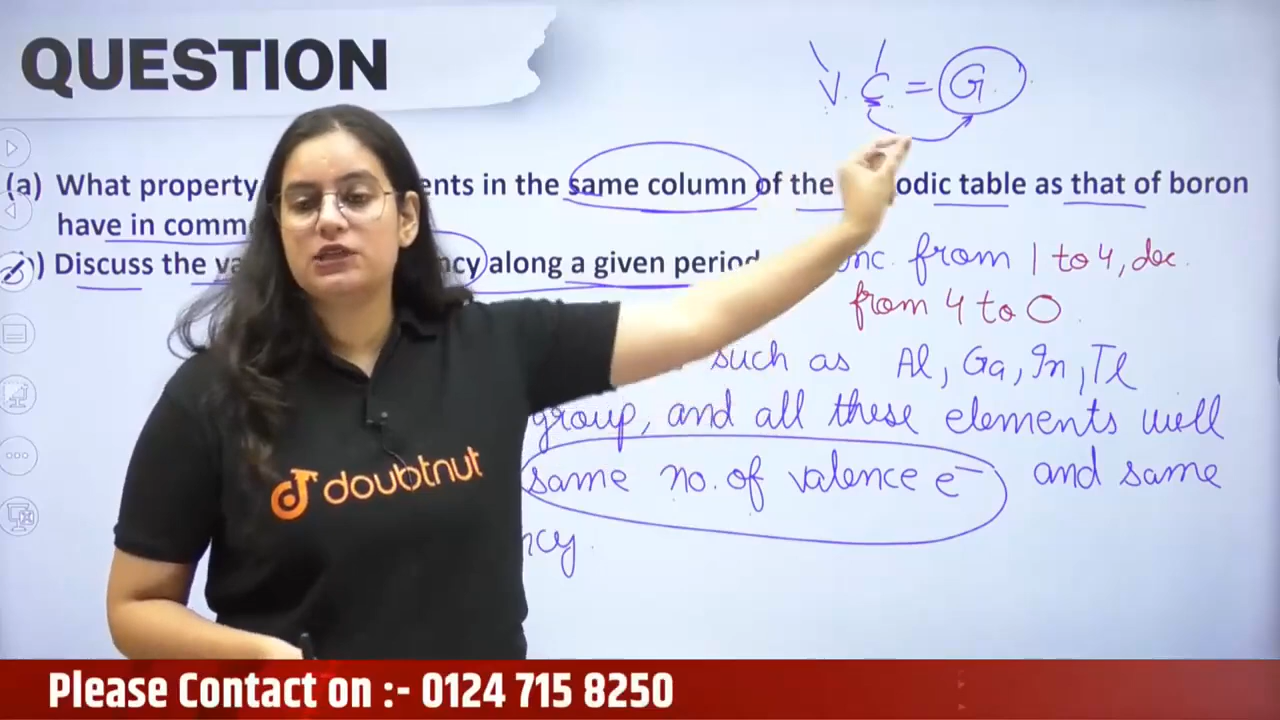 QUESTION
V. C = G
(a) What property ents in the same column of the odic table as that of boron
have in comm
) Discuss the va ncy along a given period
nc. from 1 to 4, dec.
from 4 to 0
such as Al, Ga, In, Tl
group, and all these elements will
same no. of valence e⁻ and same
ncy.
doubtnut
Please Contact on :- 0124 715 8250